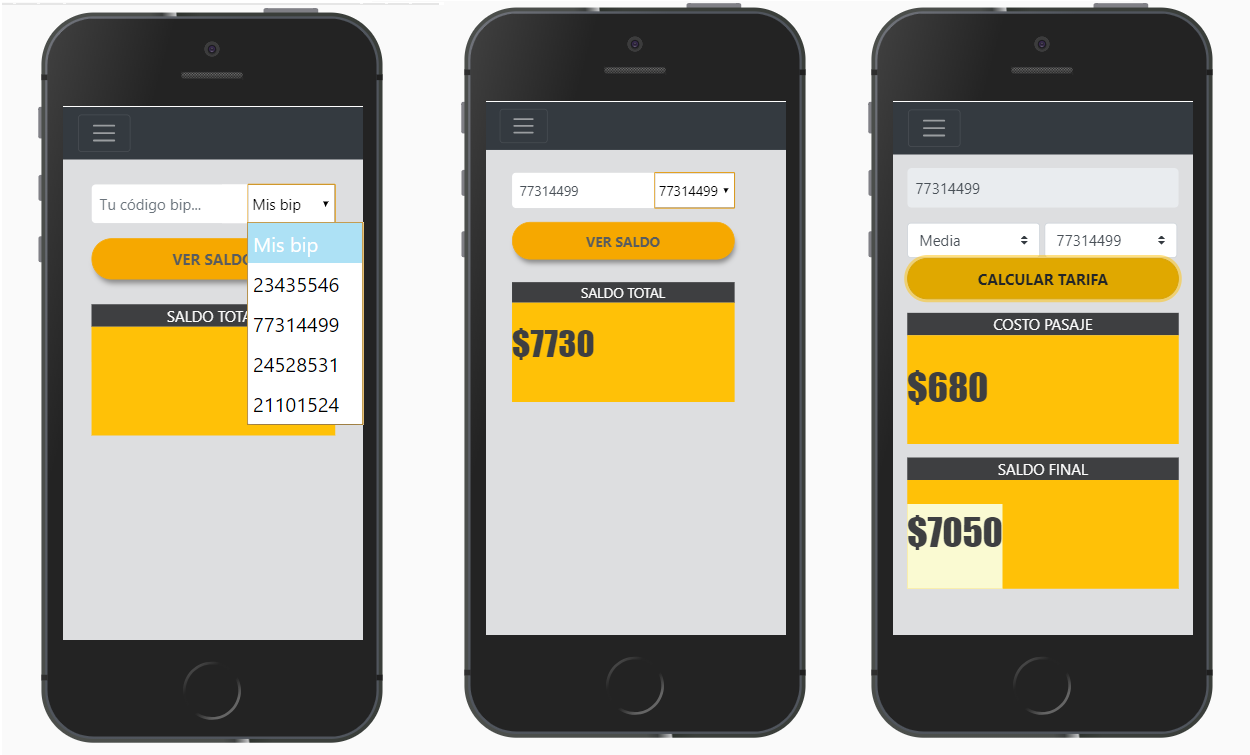 Tu código bip...
Mis bip
Mis bip
23435546
77314499
24528531
21101524
VER SALDO
SALDO TOTA
77314499
77314499
VER SALDO
SALDO TOTAL
$7730
77314499
Media
77314499
CALCULAR TARIFA
COSTO PASAJE
$680
SALDO FINAL
$7050